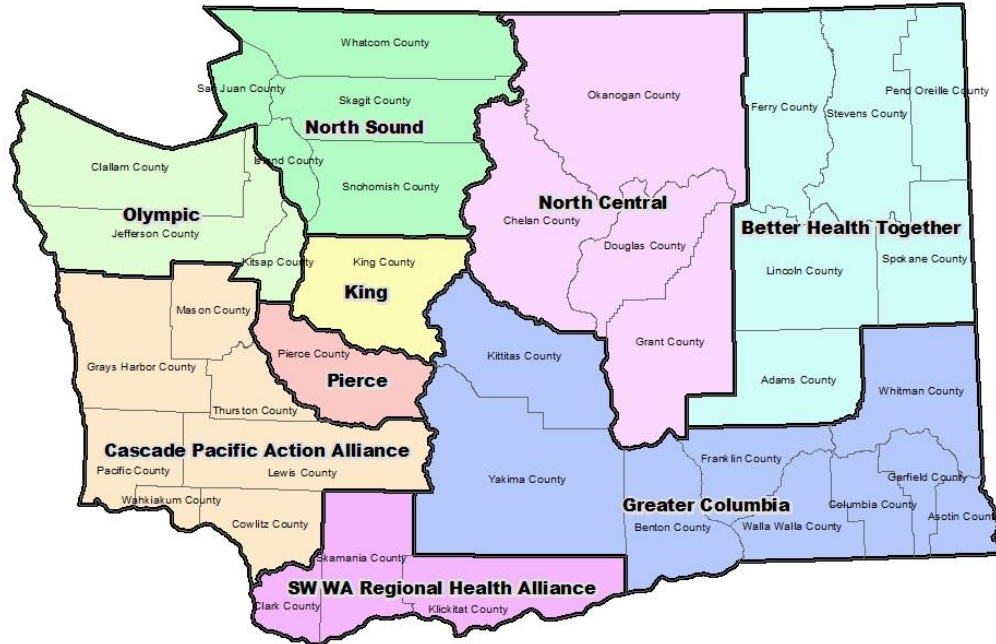 Whatcom County
San Juan County
Skagit County
North Sound
Island County
Snohomish County
Clallam County
Olympic
Jefferson County
Kitsap County
King County
King
Okanogan County
North Central
Chelan County
Douglas County
Grant County
Ferry County
Stevens County
Pend Oreille County
Better Health Together
Lincoln County
Spokane County
Adams County
Mason County
Grays Harbor County
Thurston County
Cascade Pacific Action Alliance
Pacific County
Lewis County
Wahkiakum County
Cowlitz County
Pierce County
Pierce
Kittitas County
Yakima County
Whitman County
Franklin County
Garfield County
Greater Columbia
Columbia County
Benton County
Walla Walla County
Asotin County
Skamania County
SW WA Regional Health Alliance
Clark County
Klickitat County